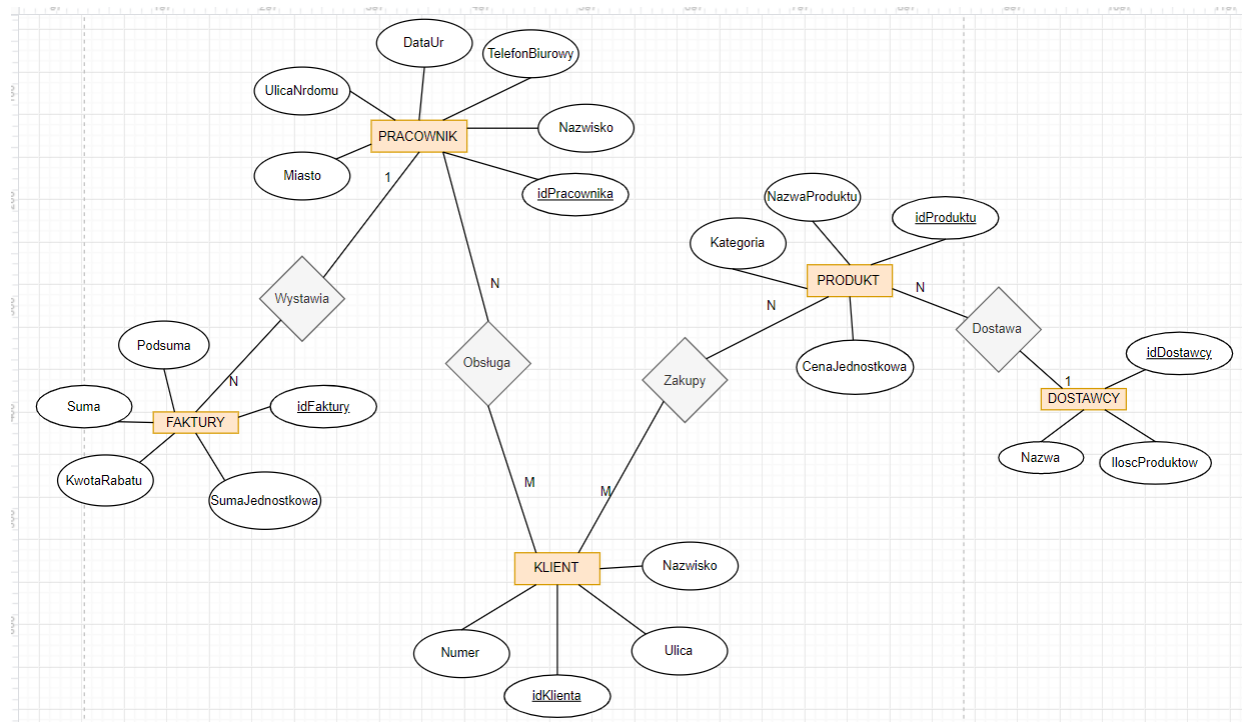 DataUr
TelefonBiurowy
UlicaNrdomu
Nazwisko
PRACOWNIK
Miasto
1
idPracownika
NazwaProduktu
idProduktu
Kategoria
PRODUKT
N
N
N
Wystawia
Dostawa
Podsuma
Obsługa
Zakupy
CenaJednostkowa
idDostawcy
N
1
Suma
idFaktury
DOSTAWCY
FAKTURY
Nazwa
IloscProduktow
KwotaRabatu
SumaJednostkowa
M
M
KLIENT
Nazwisko
Numer
Ulica
idKlienta